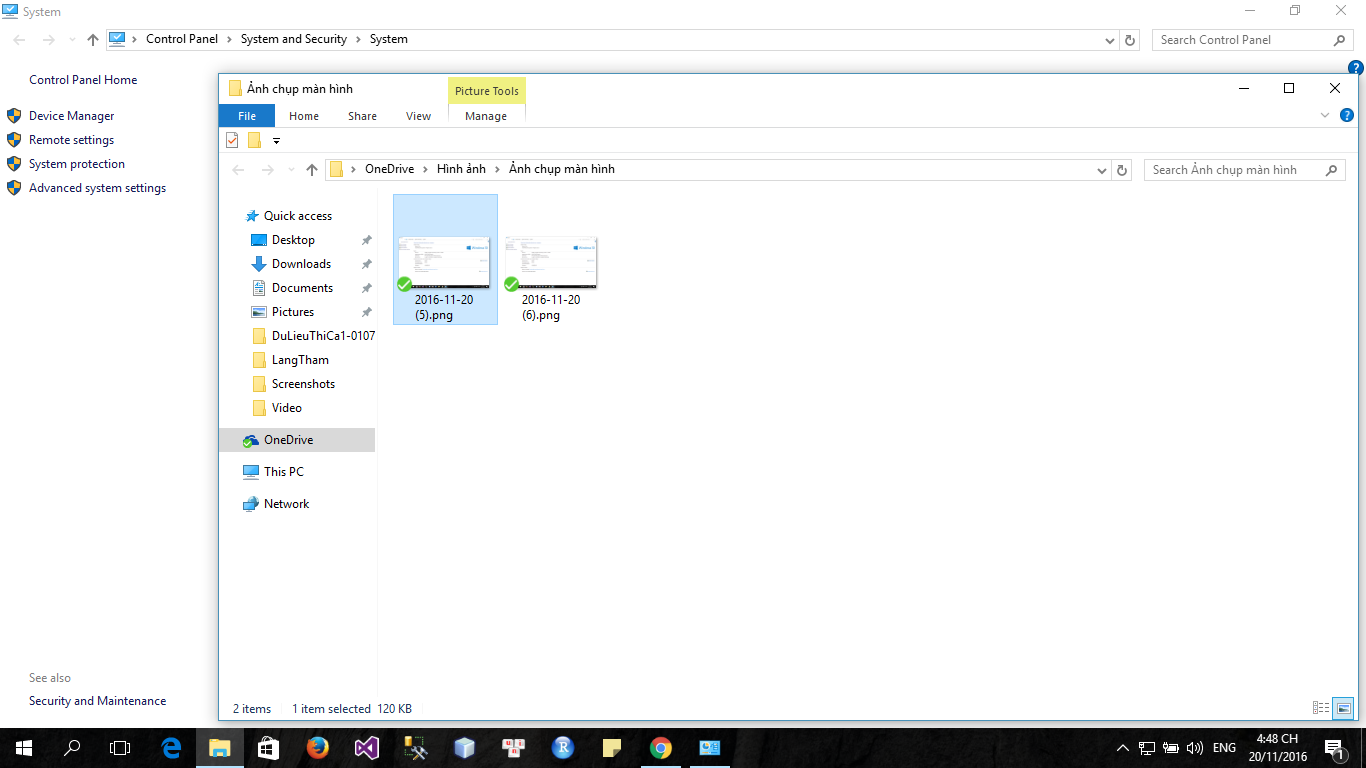 System
Control Panel > System and Security > System
Search Control Panel
Control Panel Home
Device Manager
Remote settings
System protection
Advanced system settings
See also
Security and Maintenance
Ảnh chụp màn hình
Picture Tools
File Home Share View Manage
OneDrive > Hình ảnh > Ảnh chụp màn hình
Search Ảnh chụp màn hình
Quick access
Desktop
Downloads
Documents
Pictures
DuLieuThiCa1-0107
LangTham
Screenshots
Video
OneDrive
This PC
Network
2016-11-20
(5).png
2016-11-20
(6).png
2 items 1 item selected 120 KB
ENG
4:48 CH
20/11/2016
1